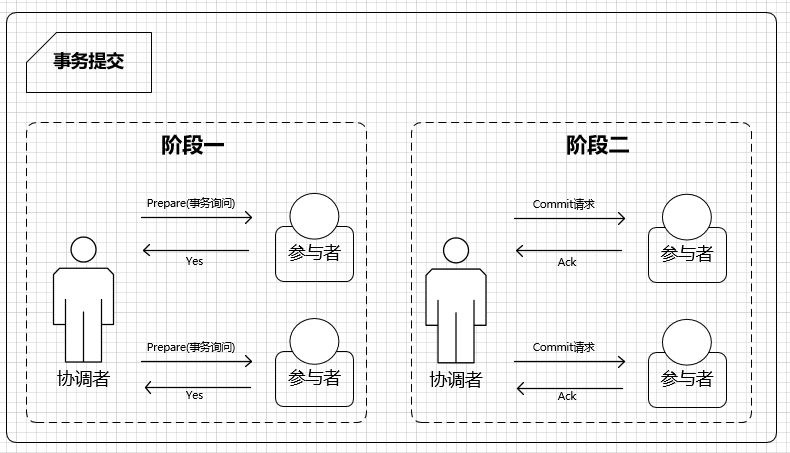 事务提交
阶段一
Prepare(事务询问)
参与者
Yes
Prepare(事务询问)
参与者
Yes
协调者
阶段二
Commit请求
参与者
Ack
Commit请求
参与者
Ack
协调者